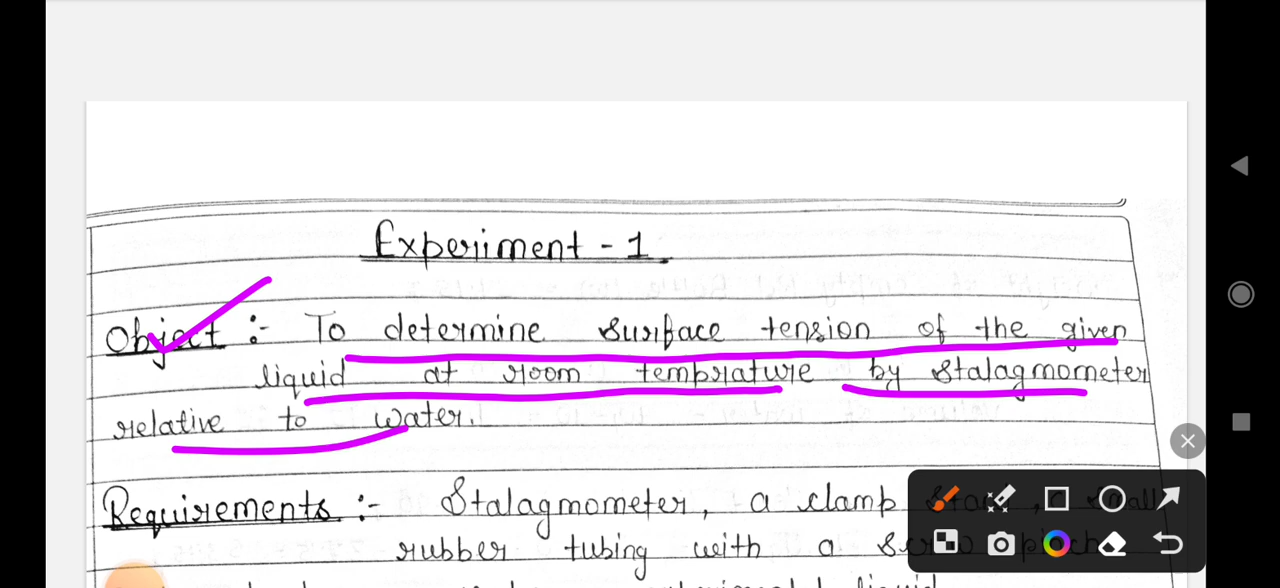 Experiment - 1.
Object :- To determine surface tension of the given
liquid at room temprature by Stalagmometer
relative to water.
Requirements :- Stalagmometer, a clamp
rubber tubing with a
liquid